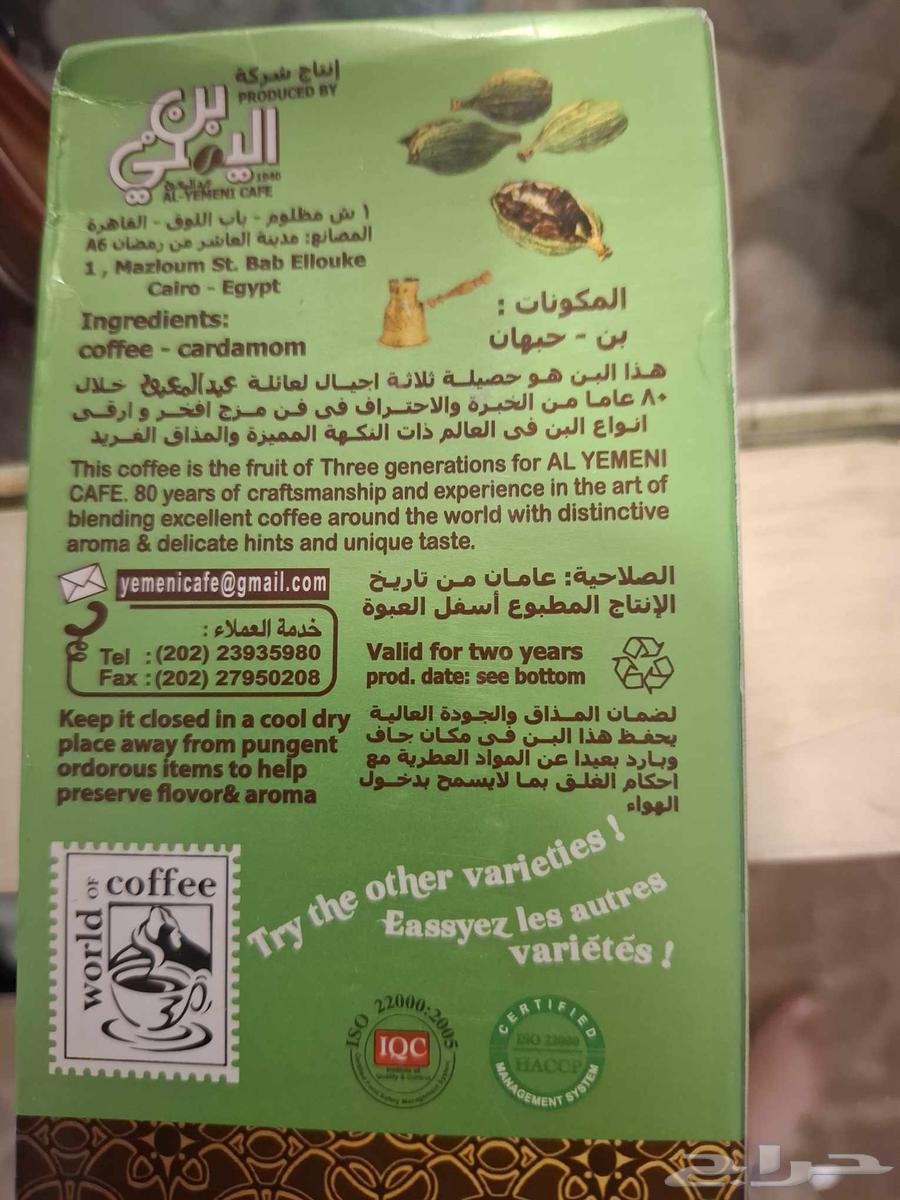 إنتاج شركة
PRODUCED BY
بن
اليمني
1940
AL-YEMENI CAFE
١ ش مظلوم - باب اللوق - القاهرة
المصانع: مدينة العاشر من رمضان A6
1 , Mazloum St. Bab Ellouke
Cairo - Egypt
المكونات :
بن - حبهان
Ingredients:
coffee - cardamom
هذا البن هو حصيلة ثلاثة اجيال لعائلة عبدالمعبود خلال
٨٠ عاما من الخبرة والاحتراف فى فن مزج افخر و ارقى
انواع البن فى العالم ذات النكهة المميزة والمذاق الفريد
This coffee is the fruit of Three generations for AL YEMENI
CAFE. 80 years of craftsmanship and experience in the art of
blending excellent coffee around the world with distinctive
aroma & delicate hints and unique taste.
yemenicafe@gmail.com
خدمة العملاء :
Tel : (202) 23935980
Fax : (202) 27950208
الصلاحية: عامان من تاريخ
الإنتاج المطبوع أسفل العبوة
Valid for two years
prod. date: see bottom
Keep it closed in a cool dry
place away from pungent
ordorous items to help
preserve flovor& aroma
لضمان المذاق والجودة العالية
يحفظ هذا البن فى مكان جاف
وبارد بعيدا عن المواد العطرية مع
احكام الغلق بما لايسمح بدخول
الهواء
world OF coffee
Try the other varieties !
Eassyez les autres
variétés !
ISO 22000:2005
IQC
Institute of
Quality & Control
CERTIFIED
ISO 22000
HACCP
MANAGEMENT SYSTEM
حراج